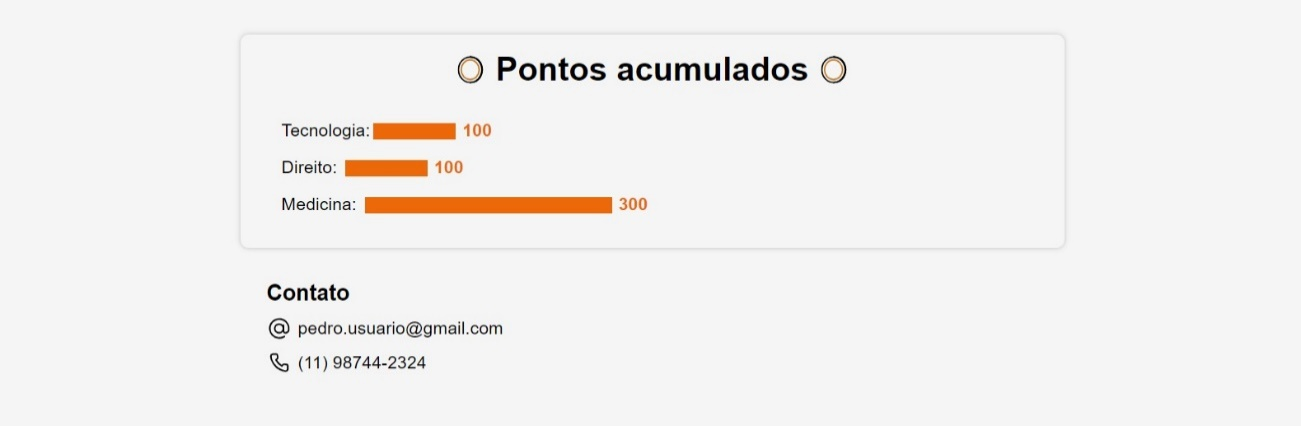 Pontos acumulados
Tecnologia: 100
Direito: 100
Medicina: 300
Contato
pedro.usuario@gmail.com
(11) 98744-2324